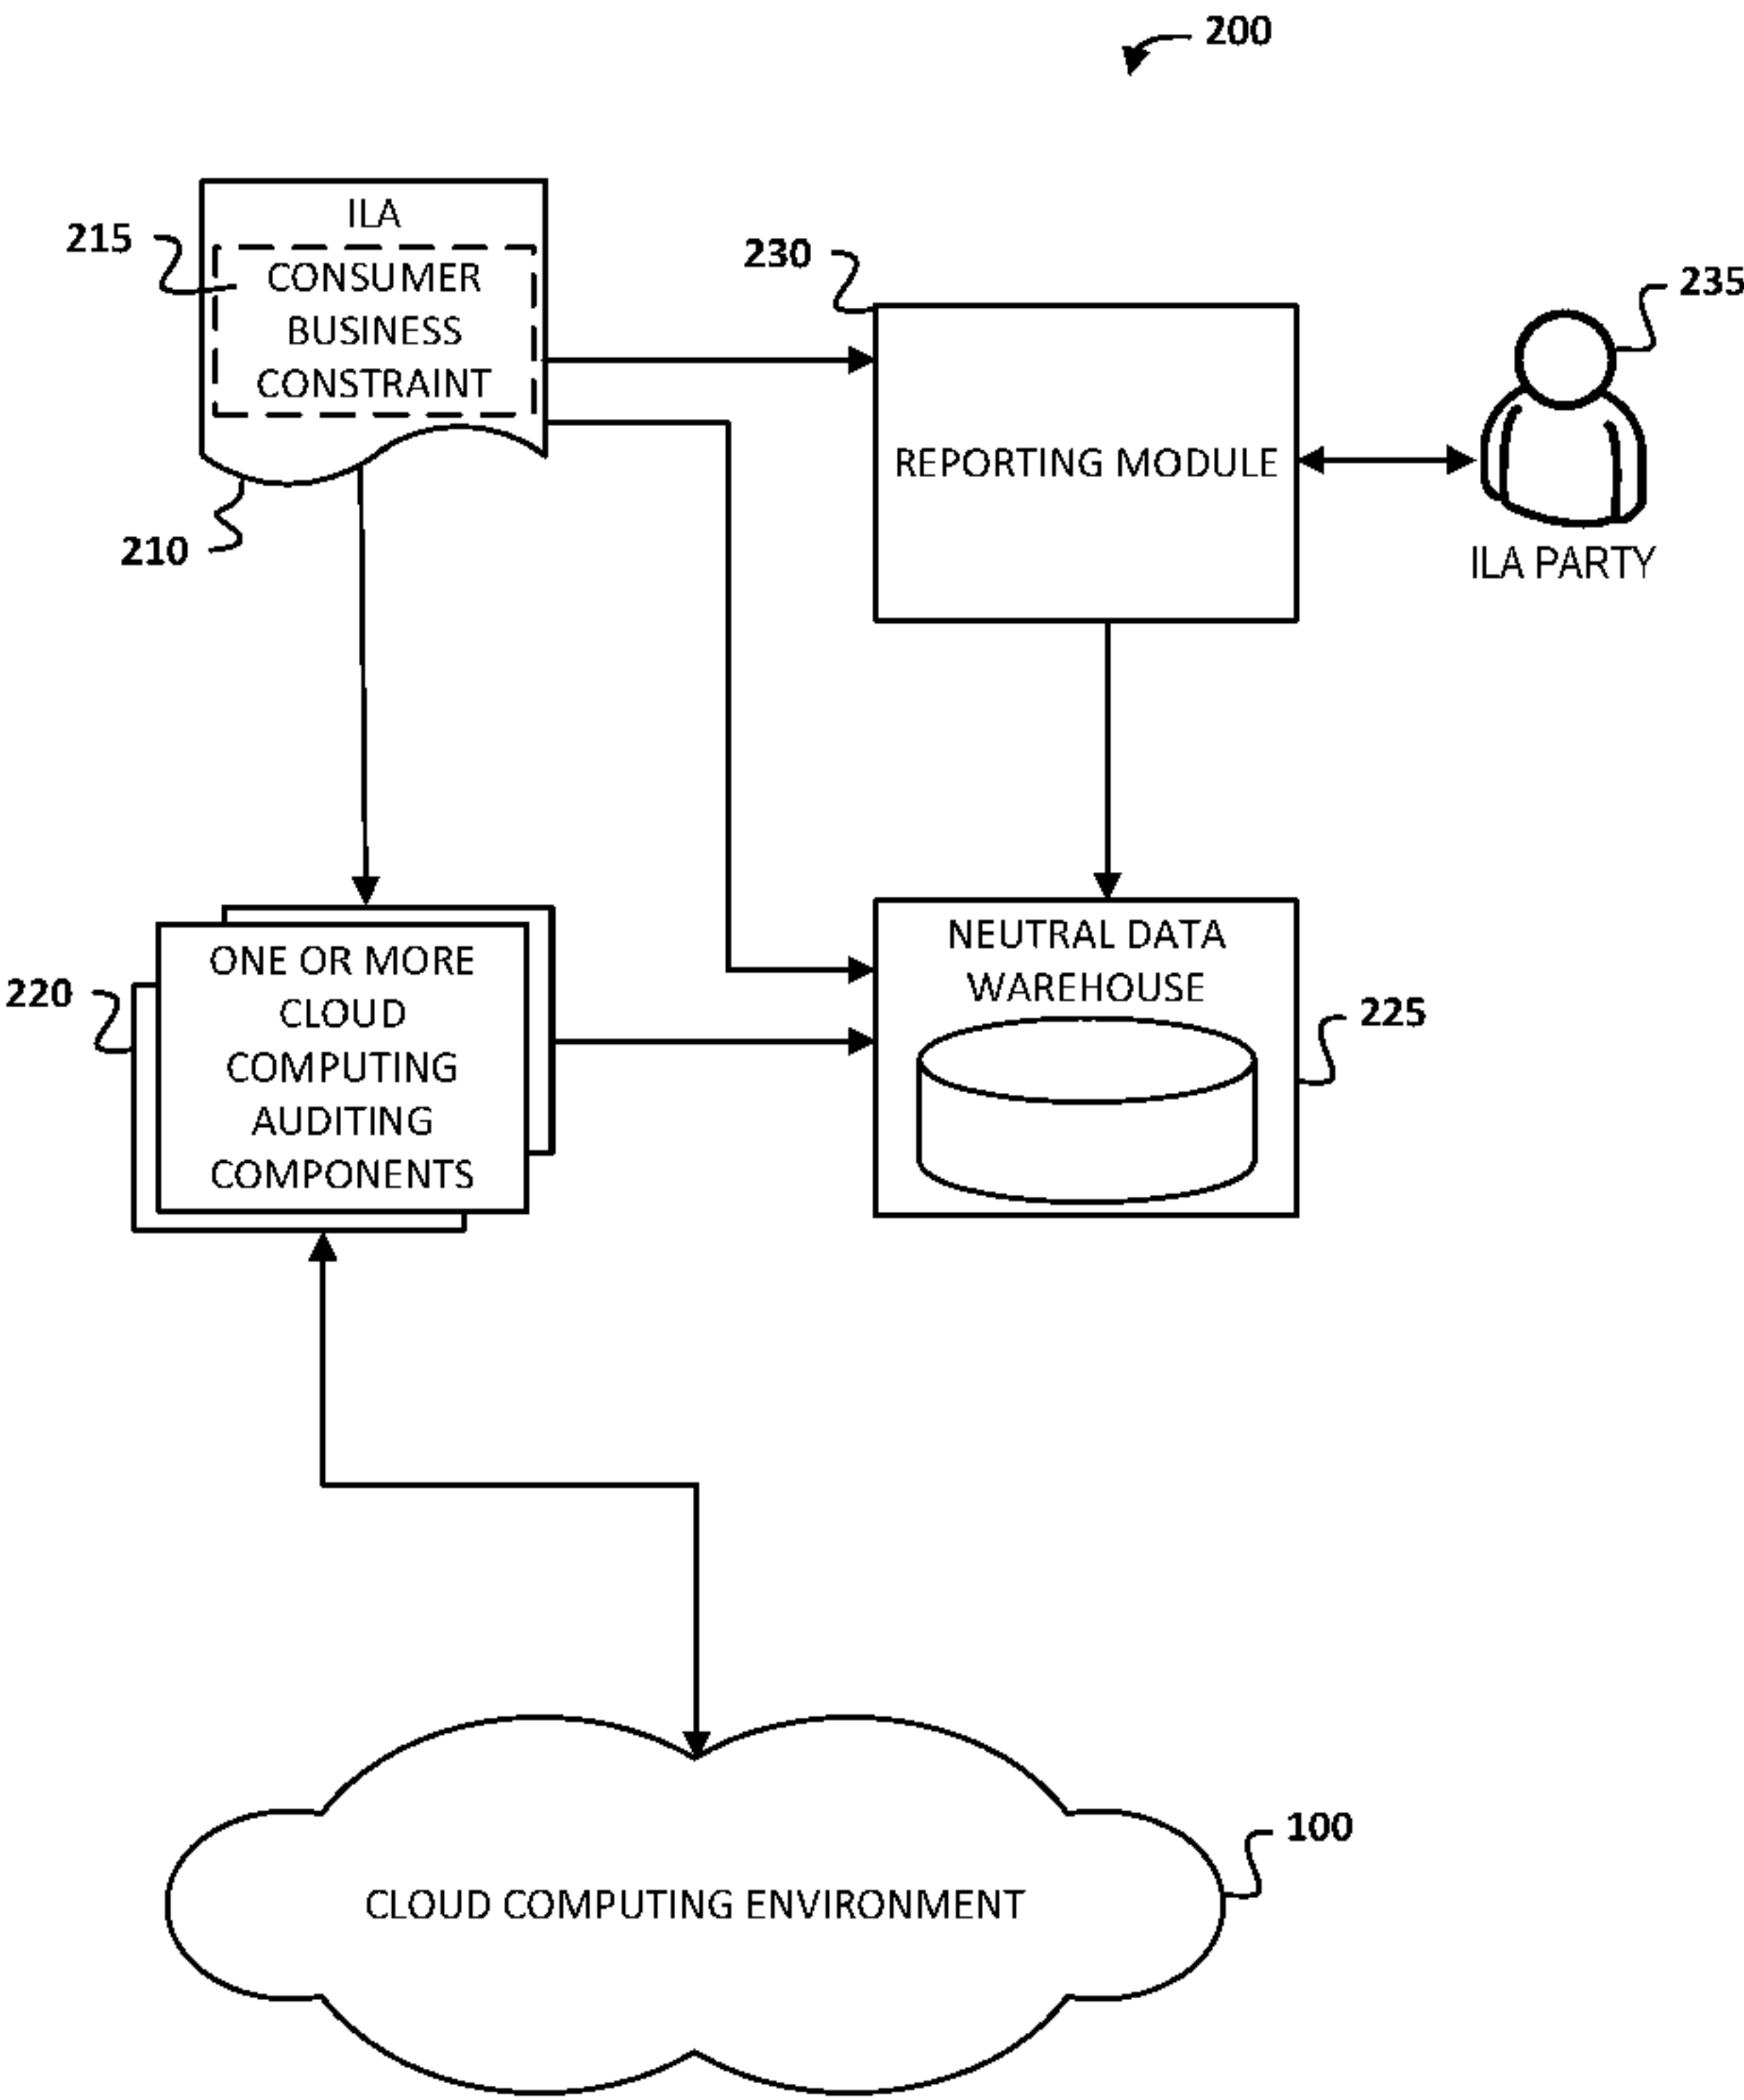 200
ILA
215
CONSUMER
BUSINESS
CONSTRAINT
230
235
REPORTING MODULE
210
ILA PARTY
220
ONE OR MORE
CLOUD
COMPUTING
AUDITING
COMPONENTS
NEUTRAL DATA
WAREHOUSE
225
100
CLOUD COMPUTING ENVIRONMENT